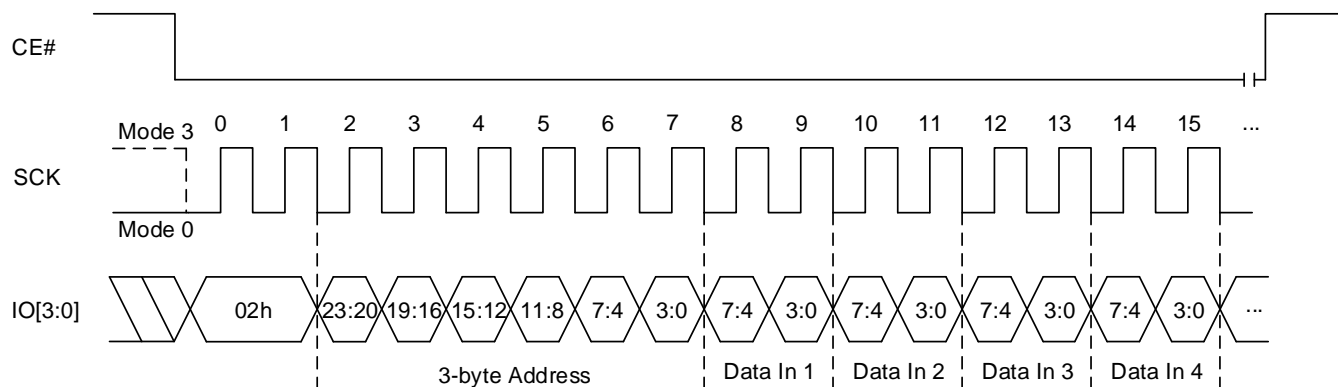 CE#
0 1 2 3 4 5 6 7 8 9 10 11 12 13 14 15 ...
Mode 3
SCK
Mode 0
IO[3:0] 02h 23:20 19:16 15:12 11:8 7:4 3:0 7:4 3:0 7:4 3:0 7:4 3:0 7:4 3:0 ...
3-byte Address Data In 1 Data In 2 Data In 3 Data In 4